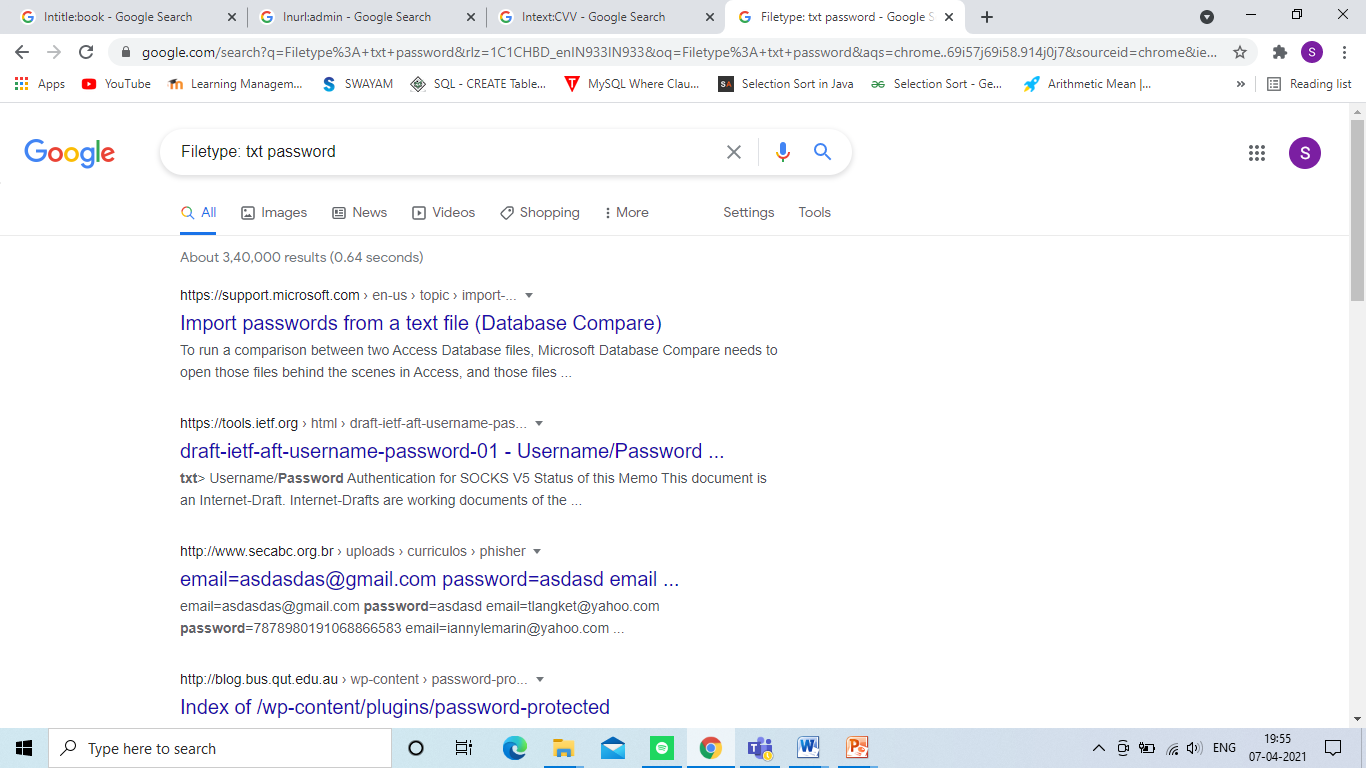 Intitle:book - Google Search
Inurl:admin - Google Search
Intext:CVV - Google Search
Filetype: txt password - Google S
google.com/search?q=Filetype%3A+txt+password&rlz=1C1CHBD_enIN933IN933&oq=Filetype%3A+txt+password&aqs=chrome..69i57j69i58.914j0j7&sourceid=chrome&ie...
S
Apps
YouTube
Learning Managem...
SWAYAM
SQL - CREATE Table...
MySQL Where Clau...
Selection Sort in Java
Selection Sort - Ge...
Arithmetic Mean |...
»
Reading list
Google
Filetype: txt password
S
All
Images
News
Videos
Shopping
More
Settings
Tools
About 3,40,000 results (0.64 seconds)
https://support.microsoft.com › en-us › topic › import-...
Import passwords from a text file (Database Compare)
To run a comparison between two Access Database files, Microsoft Database Compare needs to
open those files behind the scenes in Access, and those files ...
https://tools.ietf.org › html › draft-ietf-aft-username-pas...
draft-ietf-aft-username-password-01 - Username/Password ...
txt> Username/Password Authentication for SOCKS V5 Status of this Memo This document is
an Internet-Draft. Internet-Drafts are working documents of the ...
http://www.secabc.org.br › uploads › curriculos › phisher
email=asdasdas@gmail.com password=asdasd email ...
email=asdasdas@gmail.com password=asdasd email=tlangket@yahoo.com
password=7878980191068866583 email=iannylemarin@yahoo.com ...
http://blog.bus.qut.edu.au › wp-content › password-pro...
Index of /wp-content/plugins/password-protected
Type here to search
ENG
19:55
07-04-2021